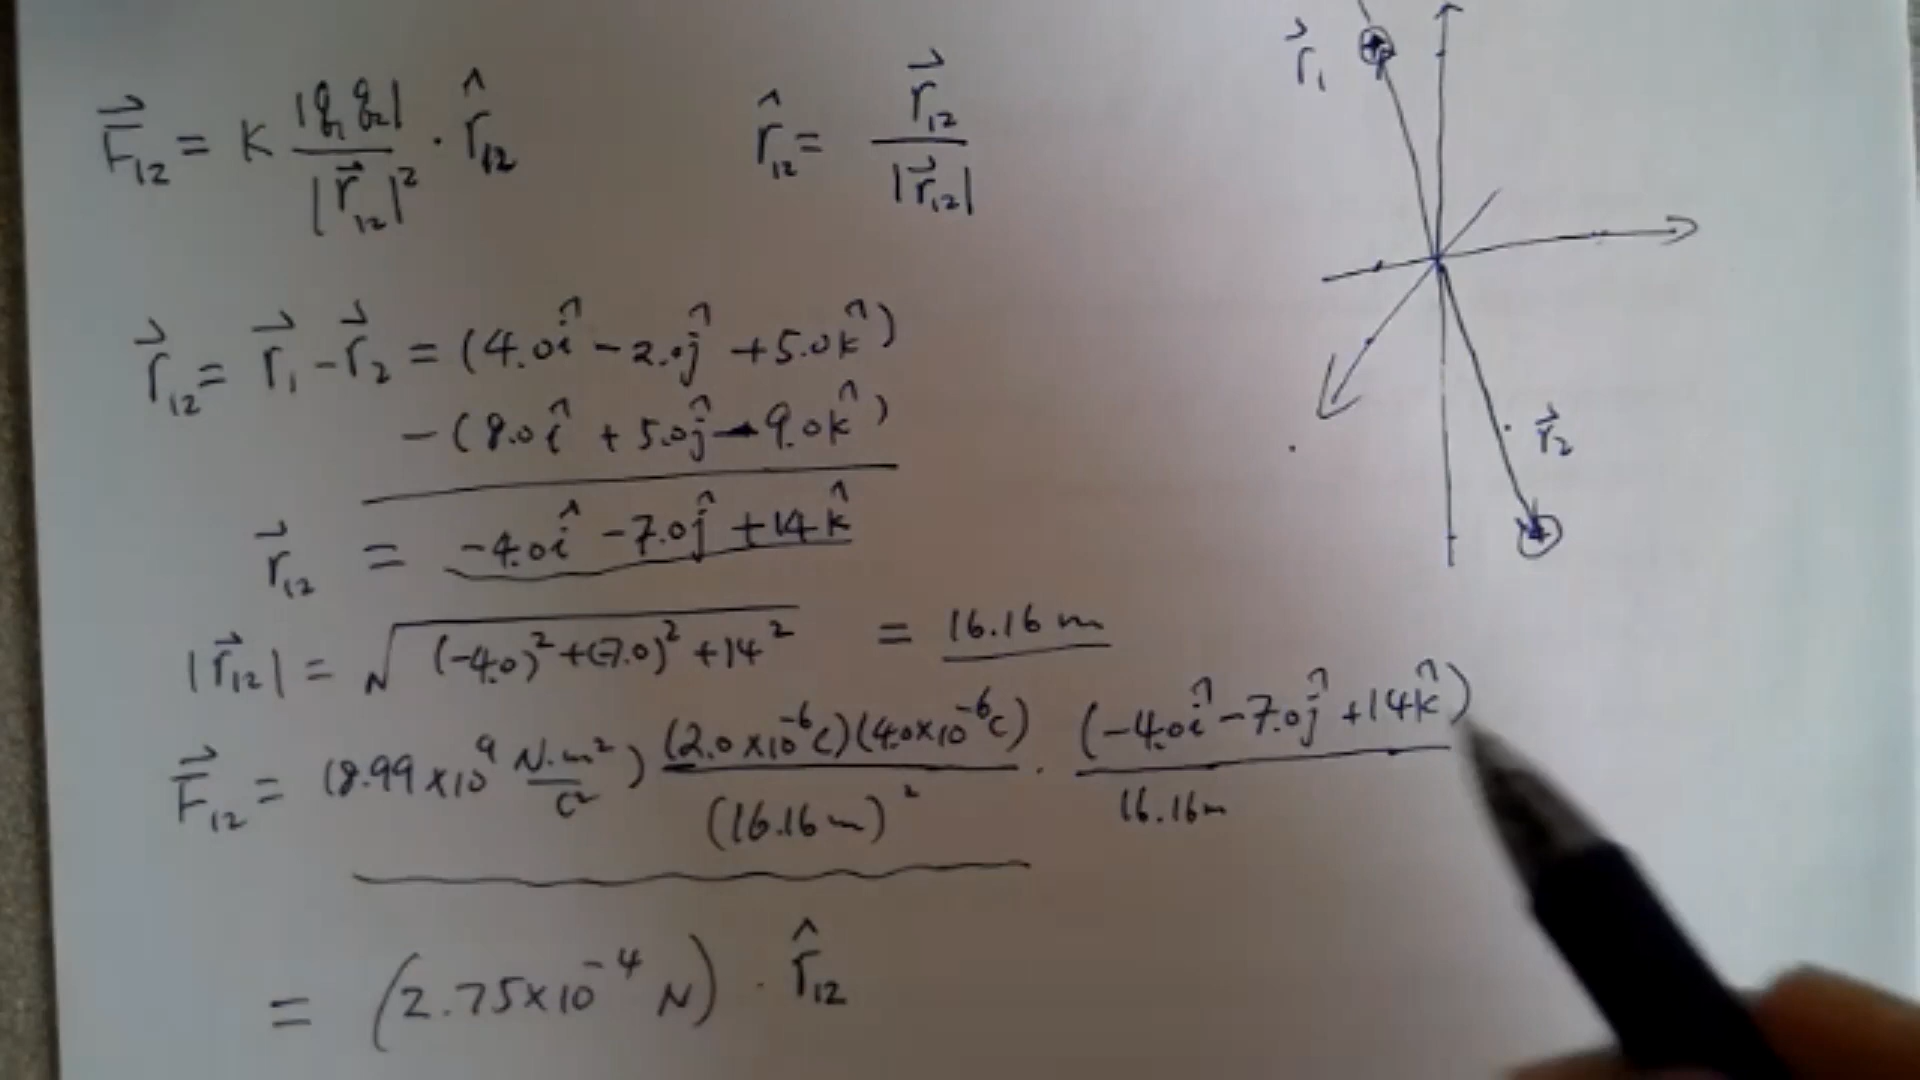 F⃗₁₂ = K |q₁q₂| / |r⃗₁₂|² · r̂₁₂
r̂₁₂ = r⃗₁₂ / |r⃗₁₂|
r⃗₁
r⃗₁₂ = r⃗₁ - r⃗₂ = (4.0î - 2.0ĵ + 5.0k̂)
- (8.0î + 5.0ĵ - 9.0k̂)
r⃗₂
r⃗₁₂ = -4.0î - 7.0ĵ + 14k̂
|r⃗₁₂| = √((-4.0)² + (-7.0)² + 14²) = 16.16 m
F⃗₁₂ = (8.99 × 10⁹ N·m²/C²) (2.0 × 10⁻⁶C)(4.0 × 10⁻⁶C) / (16.16 m)² · (-4.0î - 7.0ĵ + 14k̂) / 16.16m
= (2.75 × 10⁻⁴ N) · r̂₁₂